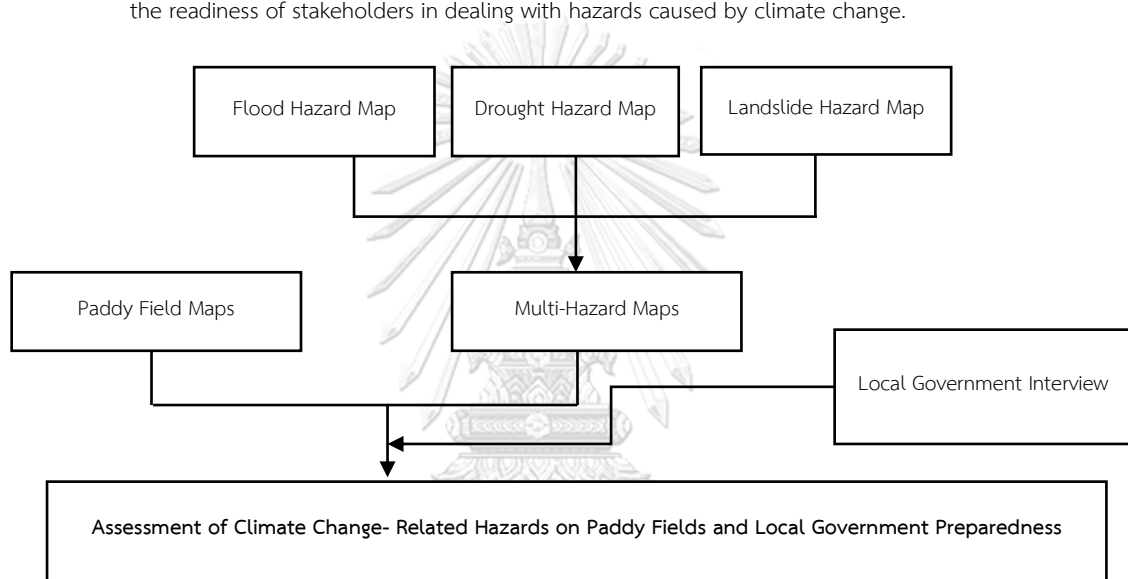 the readiness of stakeholders in dealing with hazards caused by climate change.
Flood Hazard Map
Drought Hazard Map
Landslide Hazard Map
Paddy Field Maps
Multi-Hazard Maps
Local Government Interview
Assessment of Climate Change- Related Hazards on Paddy Fields and Local Government Preparedness